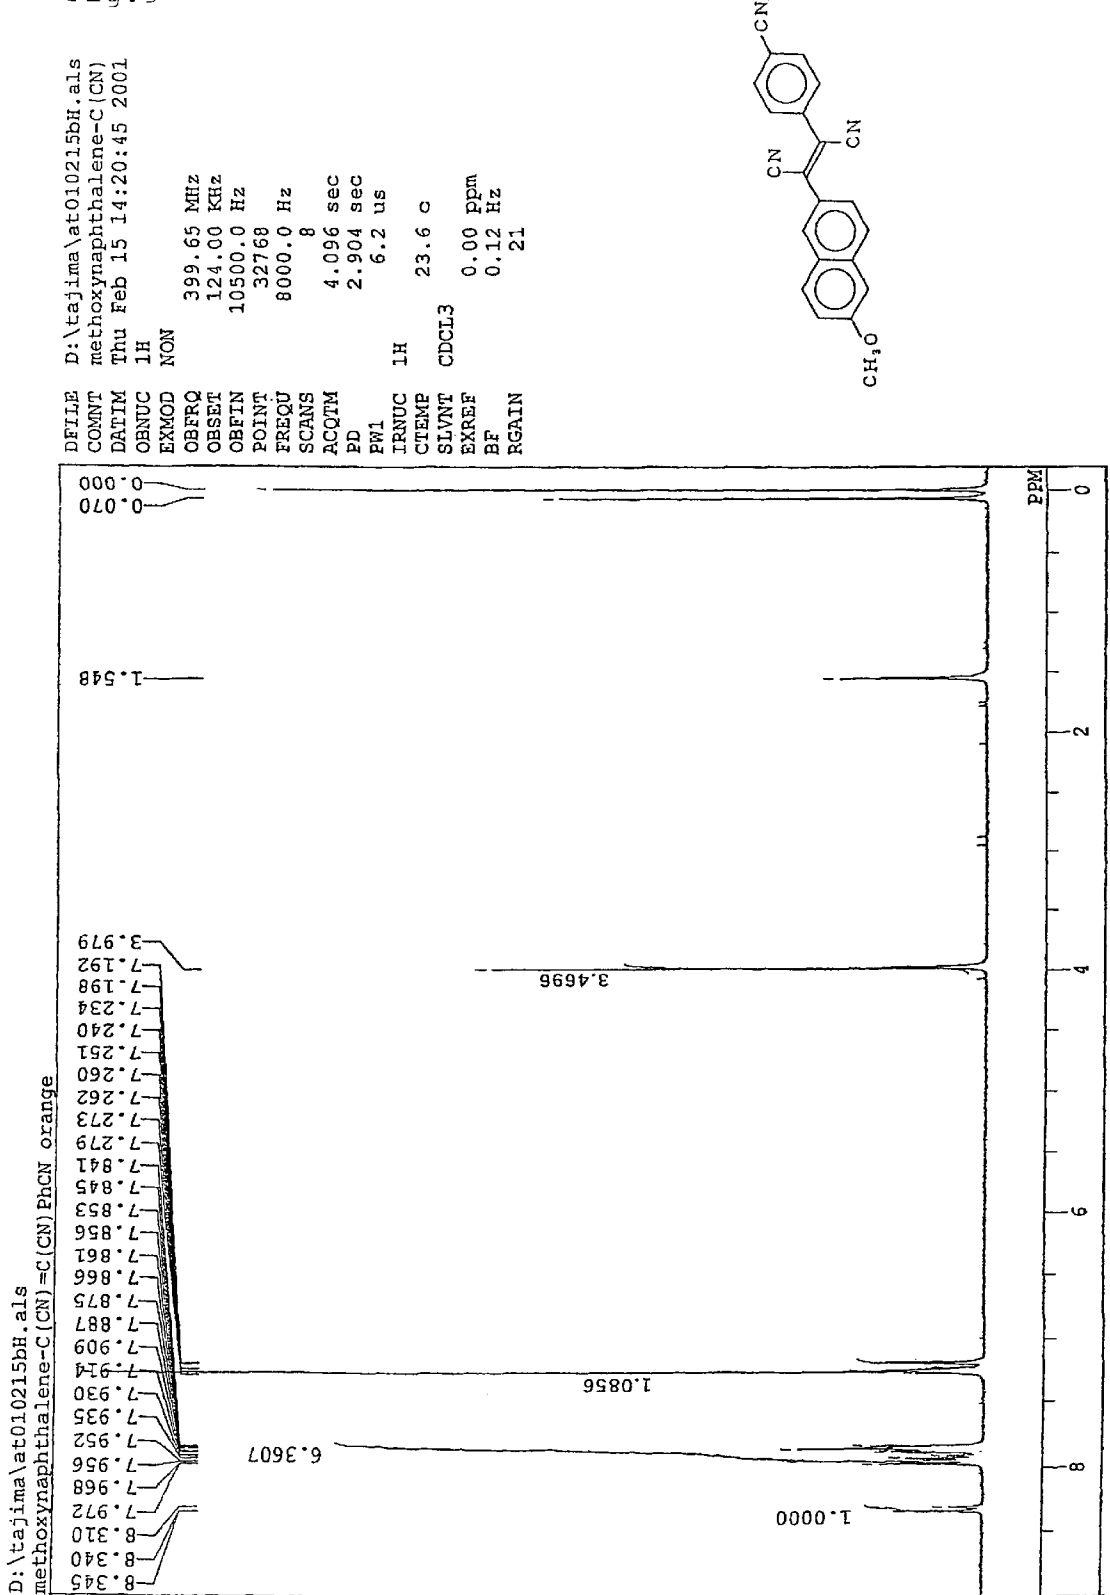 D:\tajima\at010215bH.als
methoxynaphthalene-C(CN)=C(CN)PhCN orange
DFILE D:\tajima\at010215bH.als
COMNT methoxynaphthalene-C(CN)
DATIM Thu Feb 15 14:20:45 2001
OBNUC 1H
EXMOD NON
OBFRQ 399.65 MHz
OBSET 124.00 KHz
OBFIN 10500.0 Hz
POINT 32768
FREQU 8000.0 Hz
SCANS 8
ACQTM 4.096 sec
PD 2.904 sec
PW1 6.2 us
IRNUC 1H
CTEMP 23.6 c
SLVNT CDCL3
EXREF 0.00 ppm
BF 0.12 Hz
RGAIN 21
CN
CN
CN
CH3O
8.345
8.340
8.310
7.972
7.968
7.956
7.952
7.935
7.930
7.914
7.909
7.887
7.875
7.866
7.861
7.856
7.853
7.845
7.841
7.279
7.273
7.262
7.260
7.251
7.240
7.234
7.198
7.192
3.979
1.548
0.070
0.000
1.0000
6.3607
1.0856
3.4696
PPM
8
6
4
2
0